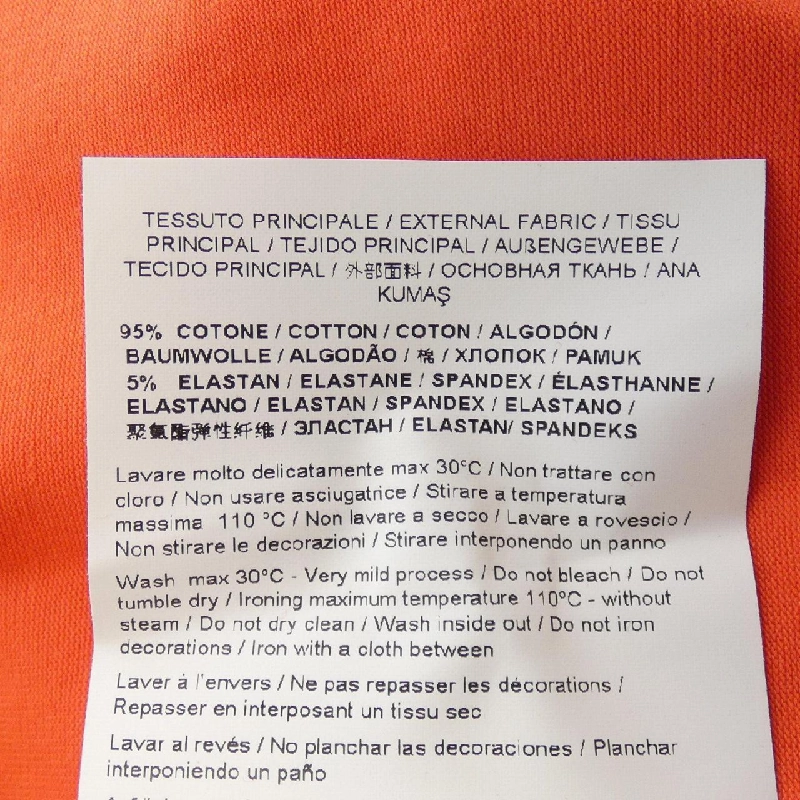 TESSUTO PRINCIPALE / EXTERNAL FABRIC / TISSU
PRINCIPAL / TEJIDO PRINCIPAL / AUßENGEWEBE /
TECIDO PRINCIPAL / 外部面料 / ОСНОВНАЯ ТКАНЬ / ANA
KUMAŞ
95% COTONE / COTTON / COTON / ALGODÓN /
BAUMWOLLE / ALGODÃO / 棉 / ХЛОПОК / PAMUK
5% ELASTAN / ELASTANE / SPANDEX / ÉLASTHANNE /
ELASTANO / ELASTAN / SPANDEX / ELASTANO /
聚氨酯弹性纤维 / ЭЛАСТАН / ELASTAN/ SPANDEKS
Lavare molto delicatamente max 30°C / Non trattare con
cloro / Non usare asciugatrice / Stirare a temperatura
massima 110 °C / Non lavare a secco / Lavare a rovescio /
Non stirare le decorazioni / Stirare interponendo un panno
Wash max 30°C - Very mild process / Do not bleach / Do not
tumble dry / Ironing maximum temperature 110°C - without
steam / Do not dry clean / Wash inside out / Do not iron
decorations / Iron with a cloth between
Laver à l'envers / Ne pas repasser les décorations /
Repasser en interposant un tissu sec
Lavar al revés / No planchar las decoraciones / Planchar
interponiendo un paño